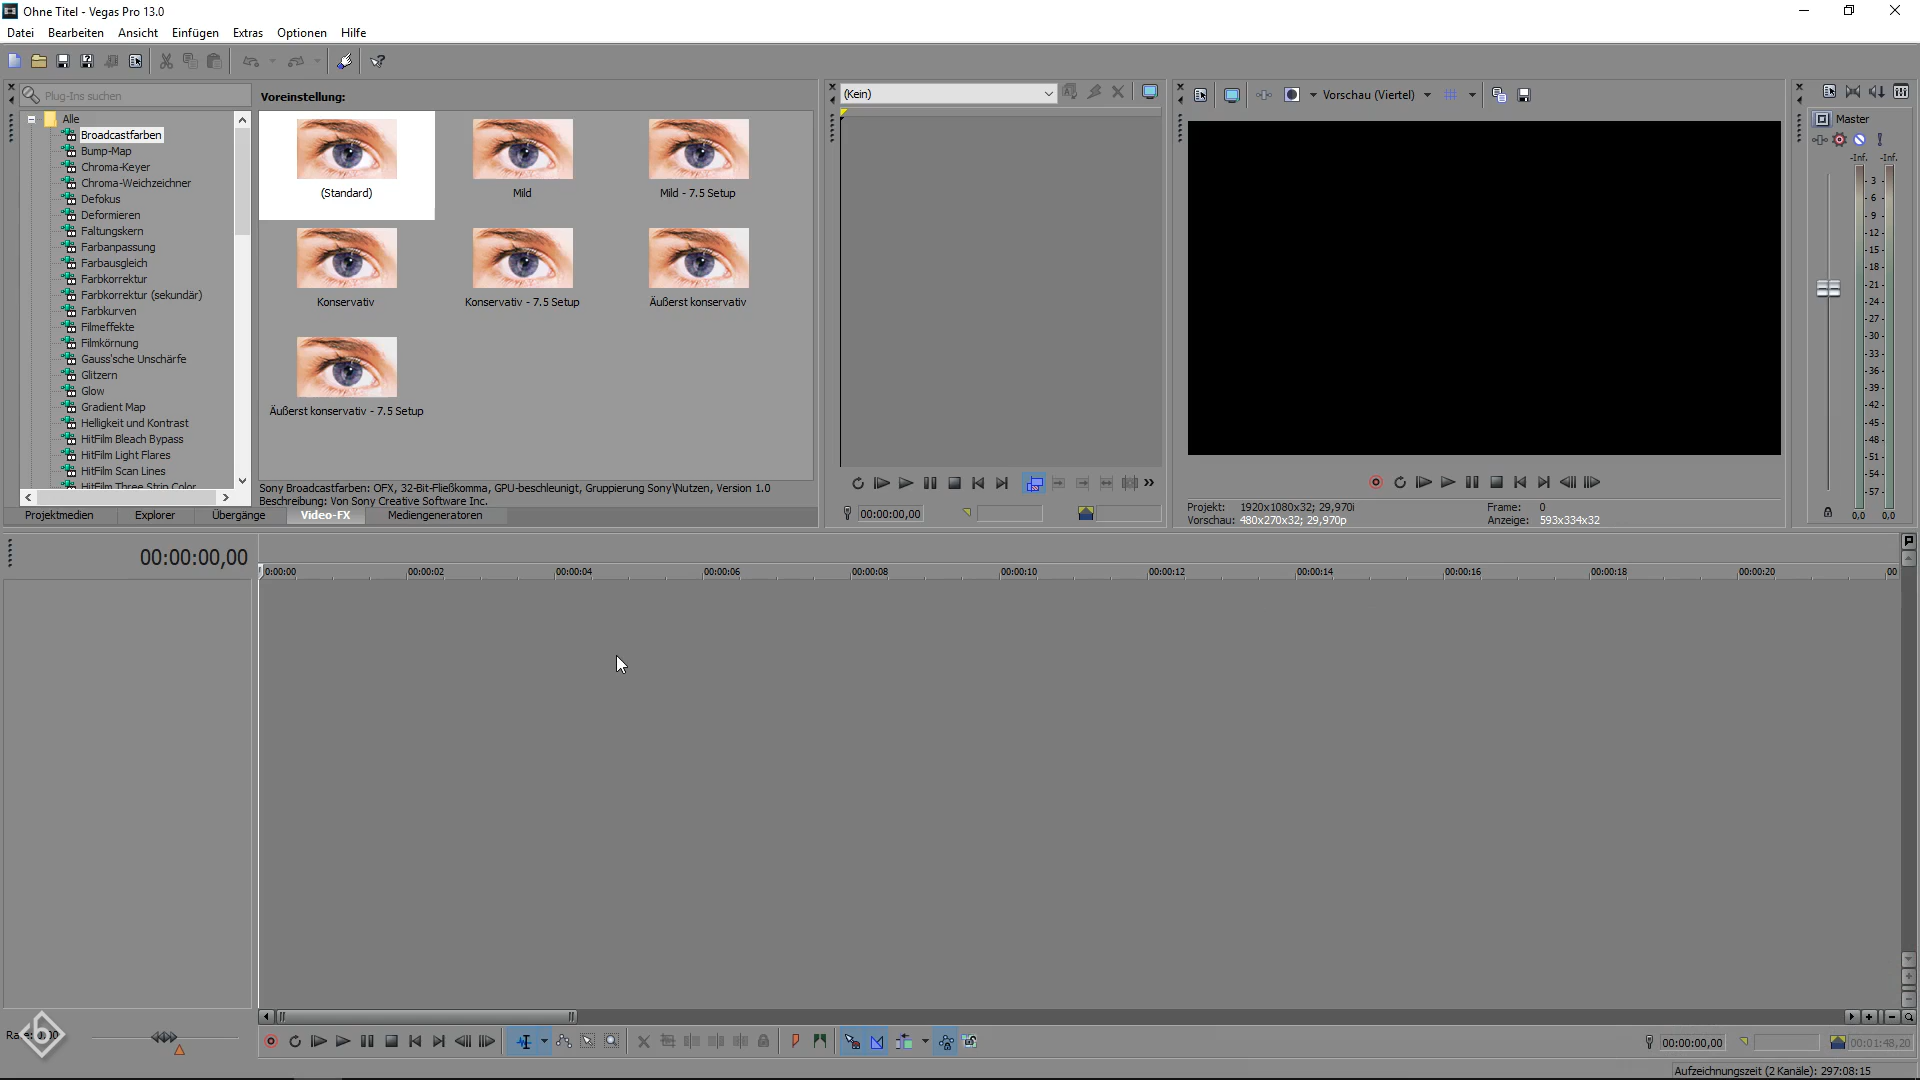 Ohne Titel - Vegas Pro 13.0
Datei Bearbeiten Ansicht Einfügen Extras Optionen Hilfe
Plug-Ins suchen
Alle
Broadcastfarben
Bump-Map
Chroma-Keyer
Chroma-Weichzeichner
Defokus
Deformieren
Faltungskern
Farbanpassung
Farbausgleich
Farbkorrektur
Farbkorrektur (sekundär)
Farbkurven
Filmeffekte
Filmkörnung
Gauss'sche Unschärfe
Glitzern
Glow
Gradient Map
Helligkeit und Kontrast
HitFilm Bleach Bypass
HitFilm Light Flares
HitFilm Scan Lines
HitFilm Three Strip Color
Voreinstellung:
(Standard) Mild Mild - 7.5 Setup
Konservativ Konservativ - 7.5 Setup Äußerst konservativ
Äußerst konservativ - 7.5 Setup
Sony Broadcastfarben: OFX, 32-Bit-Fließkomma, GPU-beschleunigt, Gruppierung Sony\Nutzen, Version 1.0
Beschreibung: Von Sony Creative Software Inc.
Projektmedien Explorer Übergänge Video-FX Mediengeneratoren
(Kein)
00:00:00,00
Vorschau (Viertel)
Projekt: 1920x1080x32; 29,970i Frame: 0
Vorschau: 480x270x32; 29,970p Anzeige: 593x334x32
Master
-Inf. -Inf.
- 3 -
- 6 -
- 9 -
-12-
-15-
-18-
-21-
-24-
-27-
-30-
-33-
-36-
-39-
-42-
-45-
-48-
-51-
-54-
-57-
0,0 0,0
00:00:00,00
0:00:00 00:00:02 00:00:04 00:00:06 00:00:08 00:00:10 00:00:12 00:00:14 00:00:16 00:00:18 00:00:20 00
00:00:00,00 00:01:48,20
Aufzeichnungszeit (2 Kanäle): 297:08:15